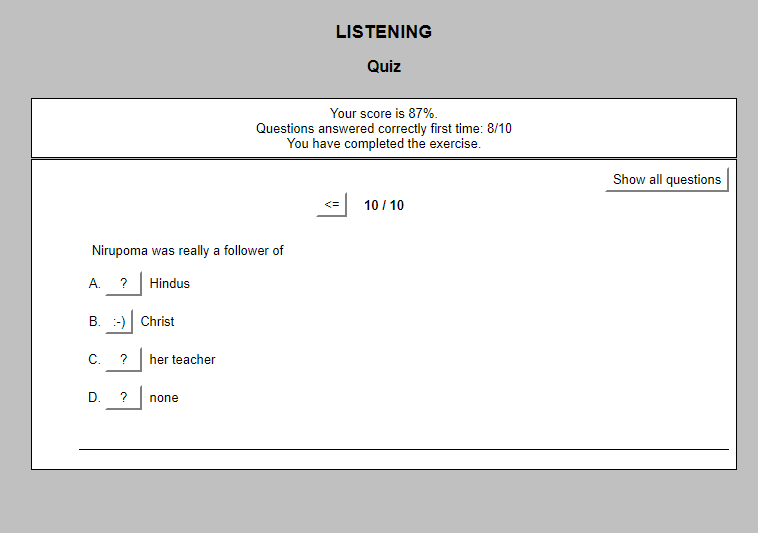 LISTENING
Quiz
Your score is 87%.
Questions answered correctly first time: 8/10
You have completed the exercise.
Show all questions
<= 10 / 10
Nirupoma was really a follower of
A. ? Hindus
B. :-) Christ
C. ? her teacher
D. ? none